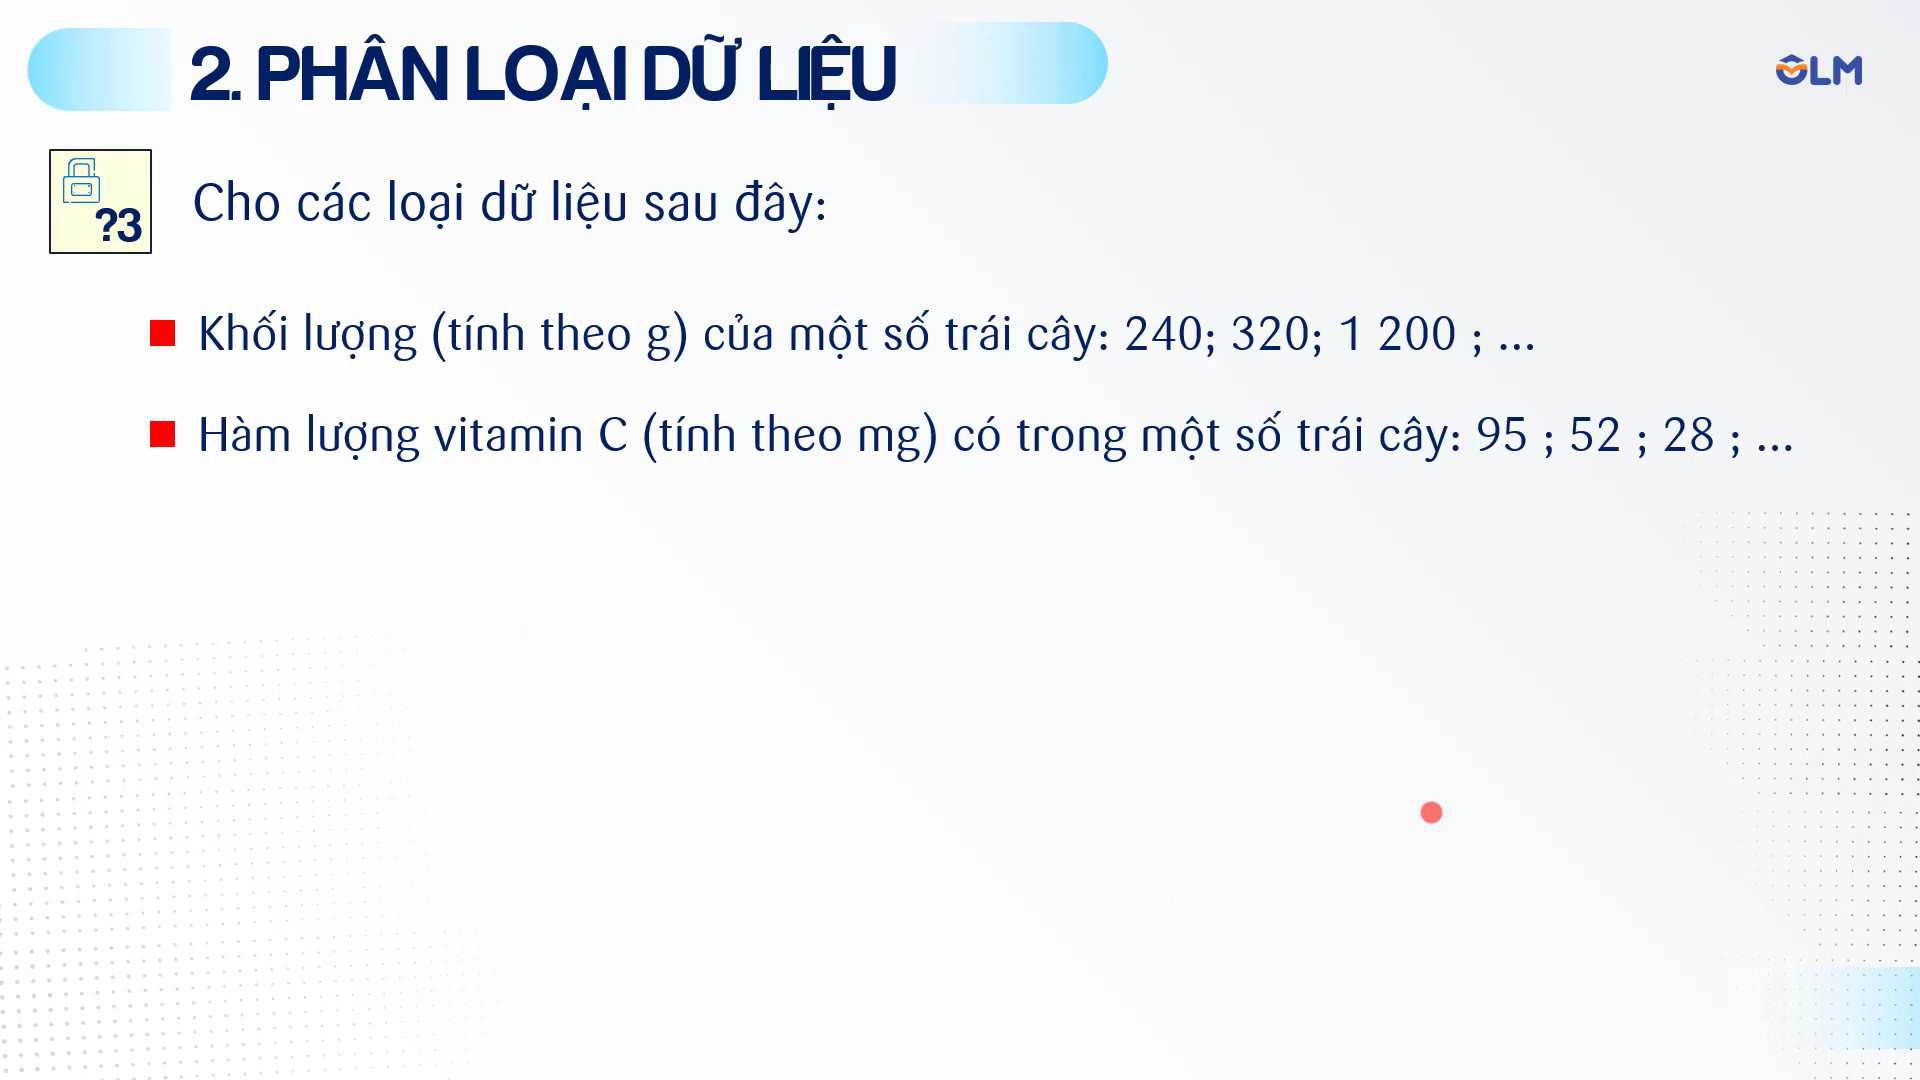 2. PHÂN LOẠI DỮ LIỆU
OLM
?3
Cho các loại dữ liệu sau đây:
Khối lượng (tính theo g) của một số trái cây: 240; 320; 1 200 ; ...
Hàm lượng vitamin C (tính theo mg) có trong một số trái cây: 95 ; 52 ; 28 ; ...